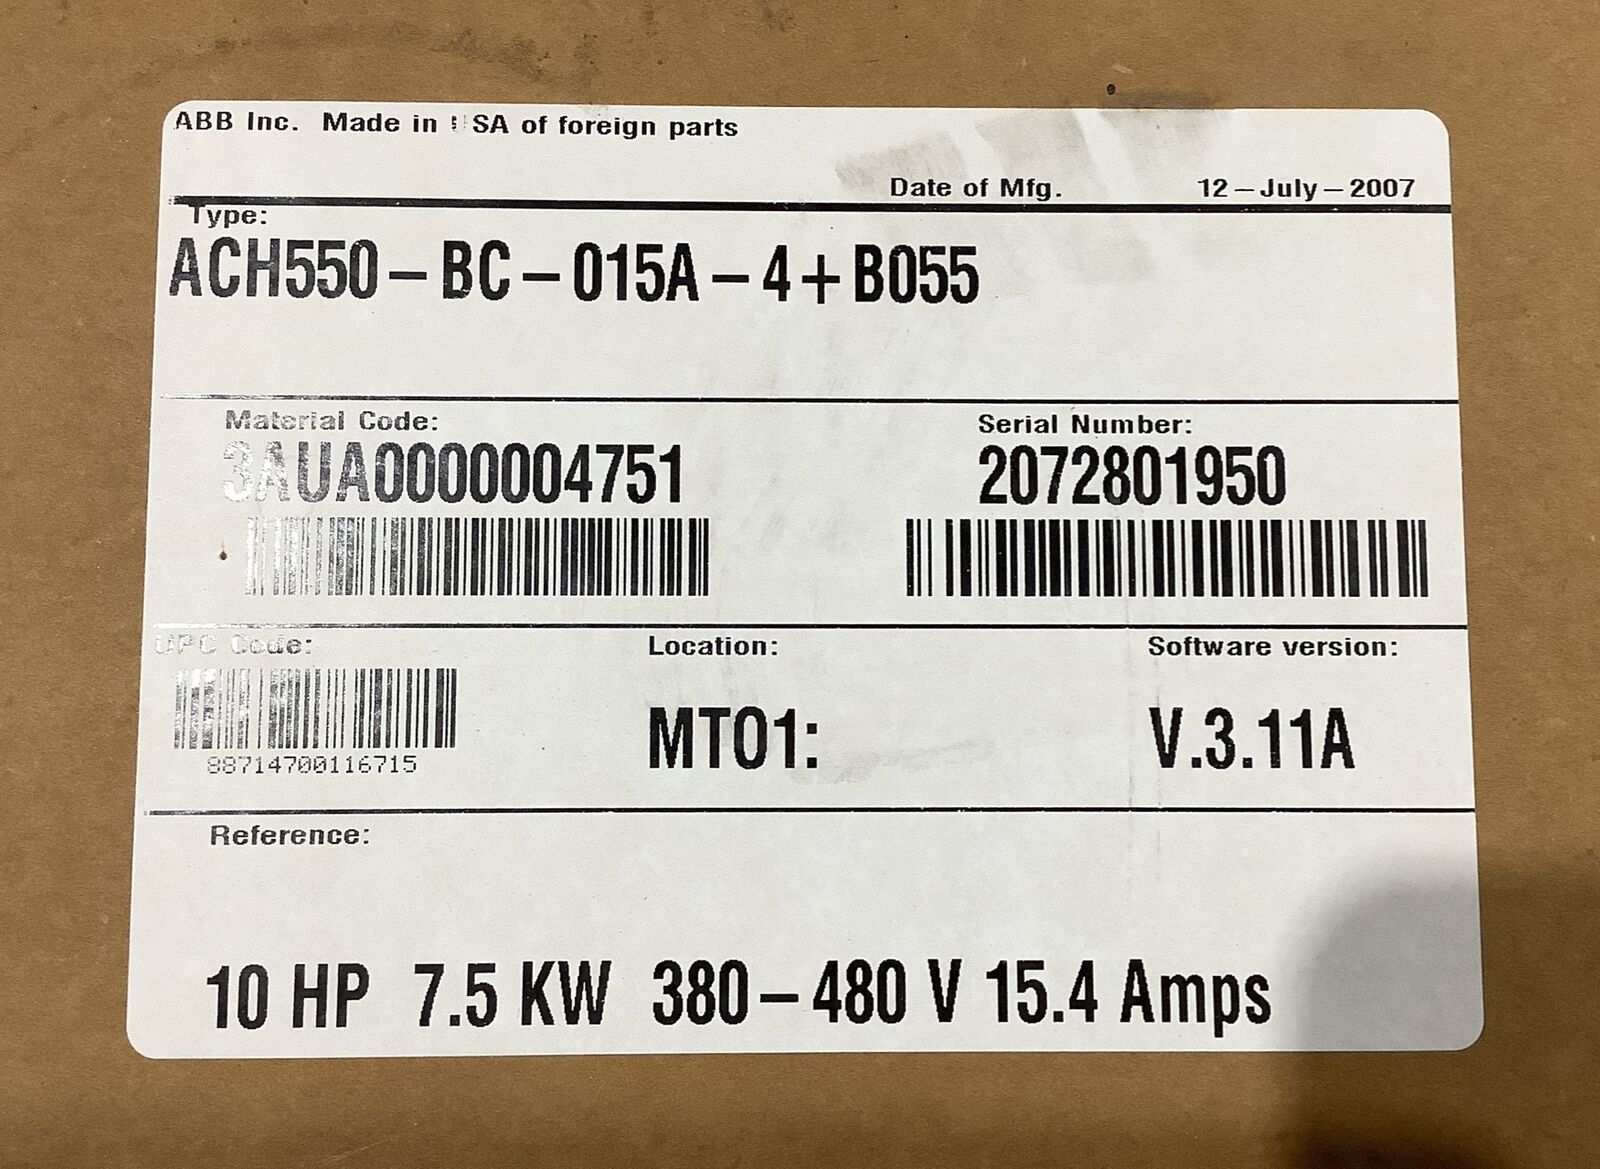 ABB Inc. Made in USA of foreign parts
Date of Mfg. 12-July-2007
Type:
ACH550-BC-015A-4+B055
Material Code: Serial Number:
3AUA0000004751 2072801950
UPC Code: Location: Software version:
MTO1: V.3.11A
88714700116715
Reference:
10 HP 7.5 KW 380-480 V 15.4 Amps